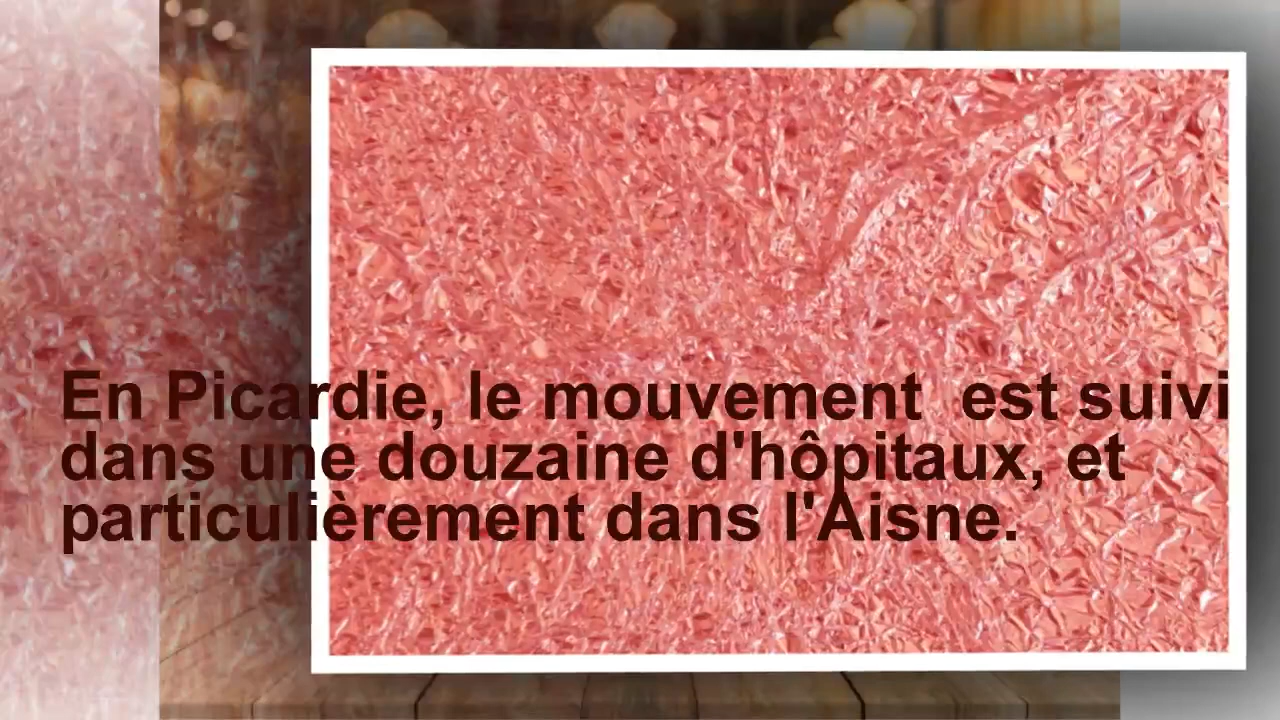 En Picardie, le mouvement  est suivi
dans une douzaine d'hôpitaux, et
particulièrement dans l'Aisne.